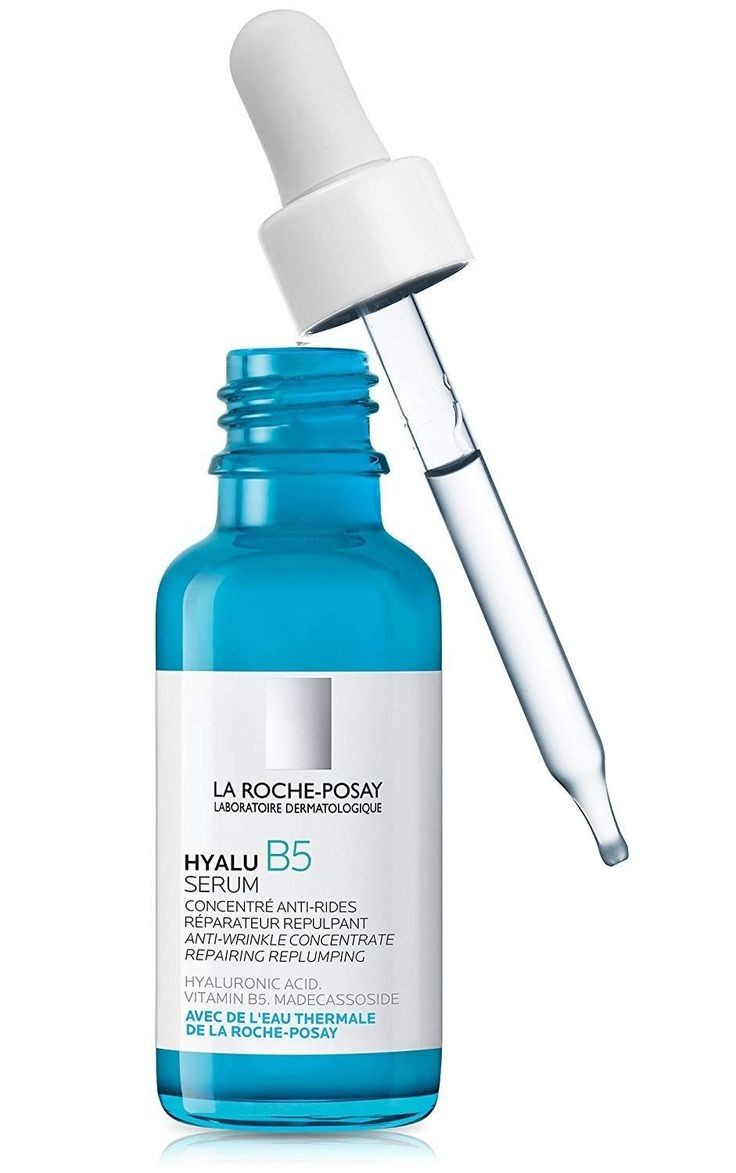 LA ROCHE-POSAY
LABORATOIRE DERMATOLOGIQUE
HYALU B5
SERUM
CONCENTRÉ ANTI-RIDES
RÉPARATEUR REPULPANT
ANTI-WRINKLE CONCENTRATE
REPAIRING REPLUMPING
HYALURONIC ACID.
VITAMIN B5. MADECASSOSIDE
AVEC DE L'EAU THERMALE
DE LA ROCHE-POSAY